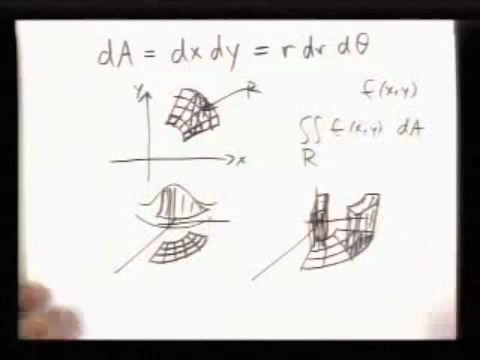 dA = dx dy = r dr dθ
Y
R
f(x,y)
∬ f(x,y) dA
R
x